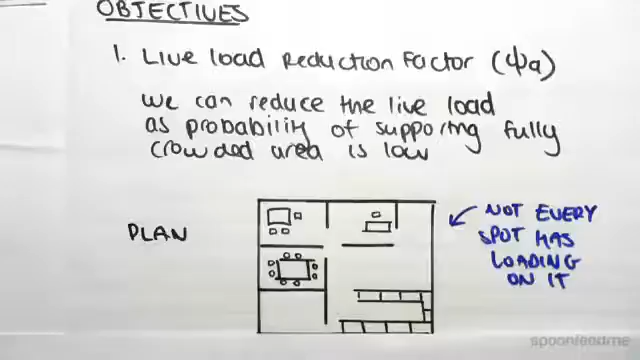 OBJECTIVES
1. Live load Reduction Factor (ψa)
We can reduce the live load
as probability of supporting fully
crowded area is low
PLAN
NOT EVERY
SPOT HAS
LOADING
ON IT
spoonfeedme